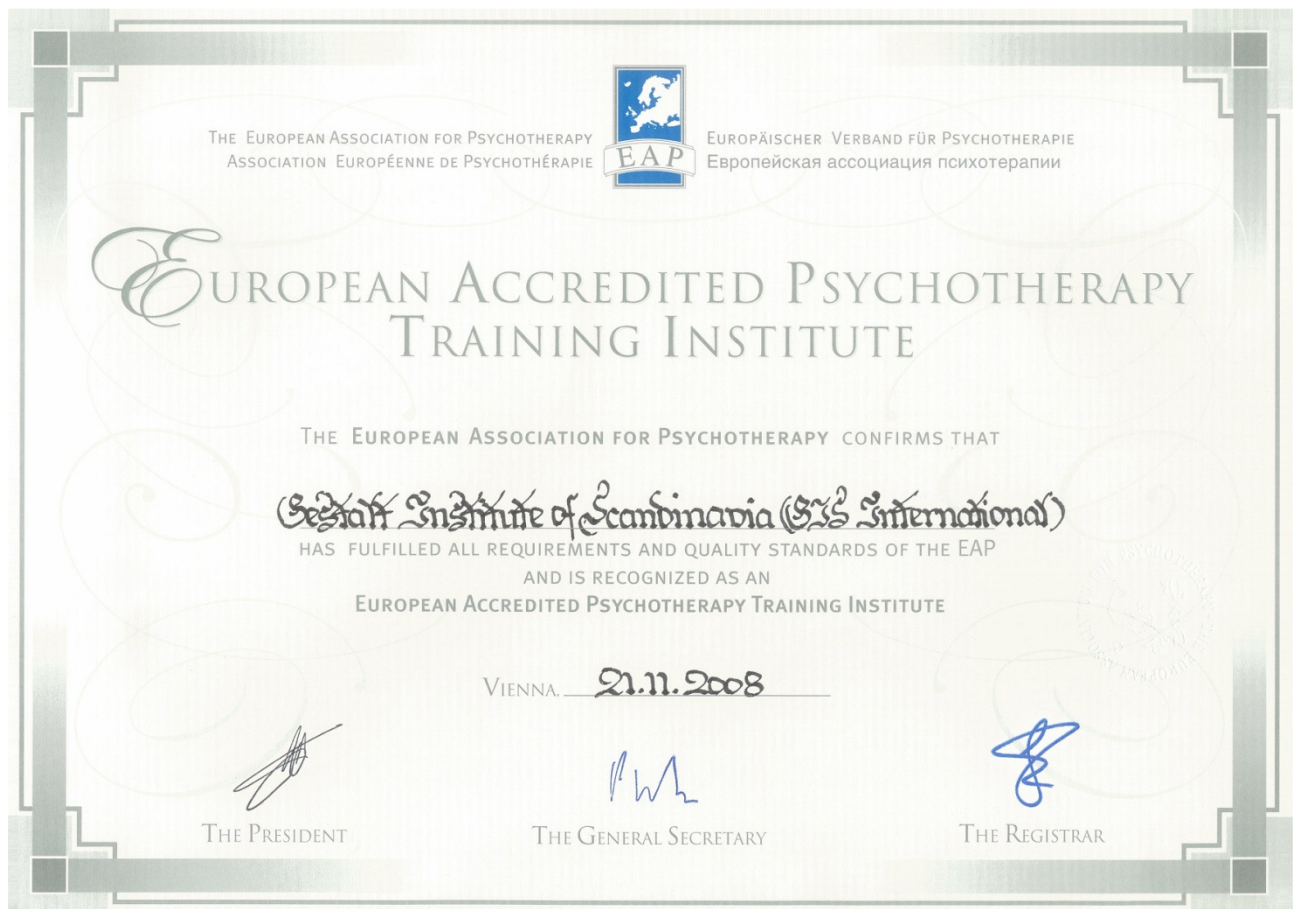 THE EUROPEAN ASSOCIATION FOR PSYCHOTHERAPY
ASSOCIATION EUROPÉENNE DE PSYCHOTHÉRAPIE
EAP
EUROPÄISCHER VERBAND FÜR PSYCHOTHERAPIE
Европейская ассоциация психотерапии
EUROPEAN ACCREDITED PSYCHOTHERAPY
TRAINING INSTITUTE
THE EUROPEAN ASSOCIATION FOR PSYCHOTHERAPY CONFIRMS THAT
Gestalt Institute of Scandinavia (GIS International)
HAS FULFILLED ALL REQUIREMENTS AND QUALITY STANDARDS OF THE EAP
AND IS RECOGNIZED AS AN
EUROPEAN ACCREDITED PSYCHOTHERAPY TRAINING INSTITUTE
VIENNA. 21.11.2008
THE PRESIDENT
THE GENERAL SECRETARY
THE REGISTRAR